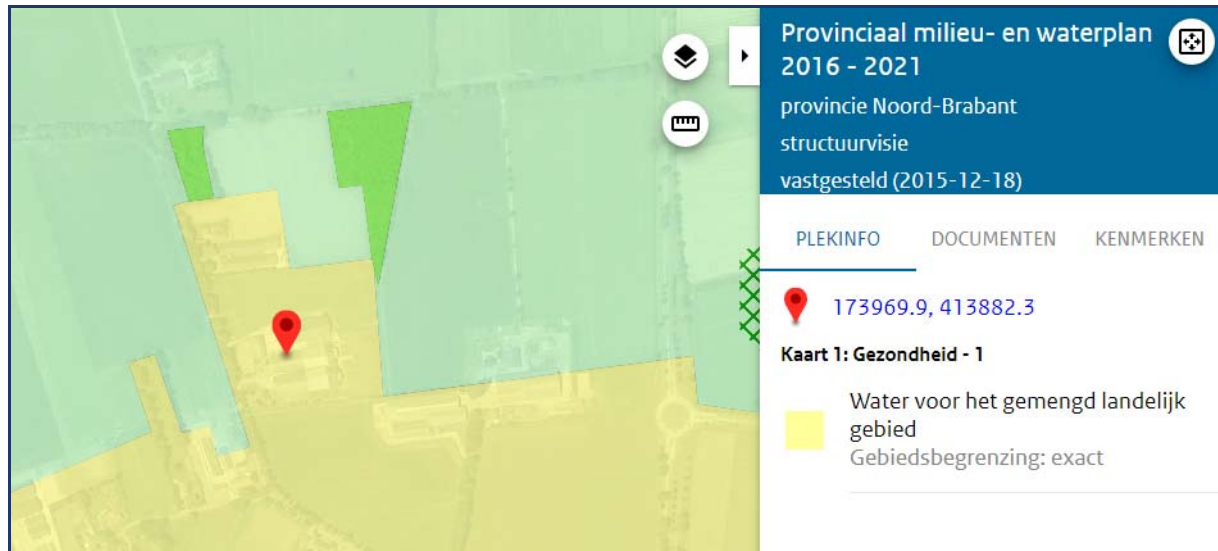 Provinciaal milieu- en waterplan
2016 - 2021
provincie Noord-Brabant
structuurvisie
vastgesteld (2015-12-18)
PLEKINFO DOCUMENTEN KENMERKEN
173969.9, 413882.3
Kaart 1: Gezondheid - 1
Water voor het gemengd landelijk
gebied
Gebiedsbegrenzing: exact